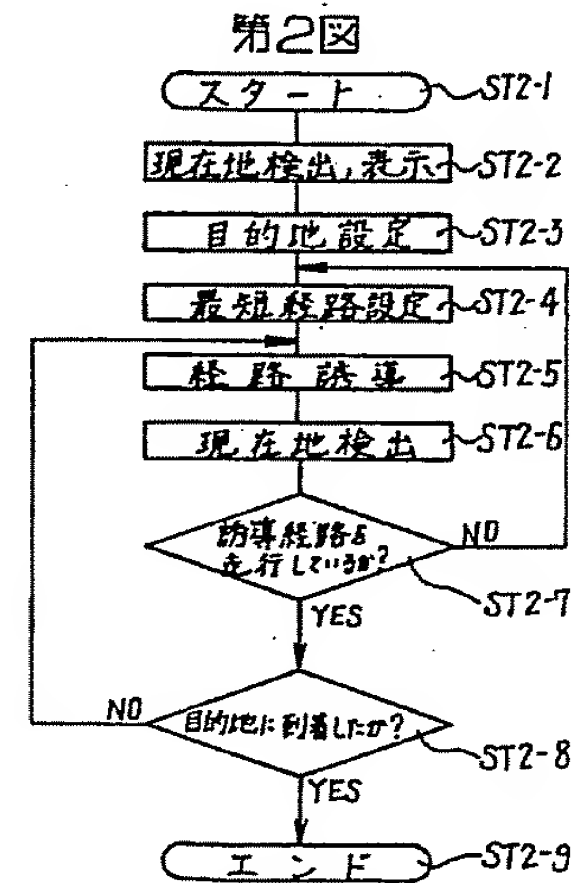 第2図
スタート ST2-1
現在地検出,表示 ST2-2
目的地設定 ST2-3
最短経路設定 ST2-4
経路誘導 ST2-5
現在地検出 ST2-6
誘導経路を
走行しているか? NO
ST2-7
YES
NO 目的地に到着したか?
ST2-8
YES
エンド ST2-9